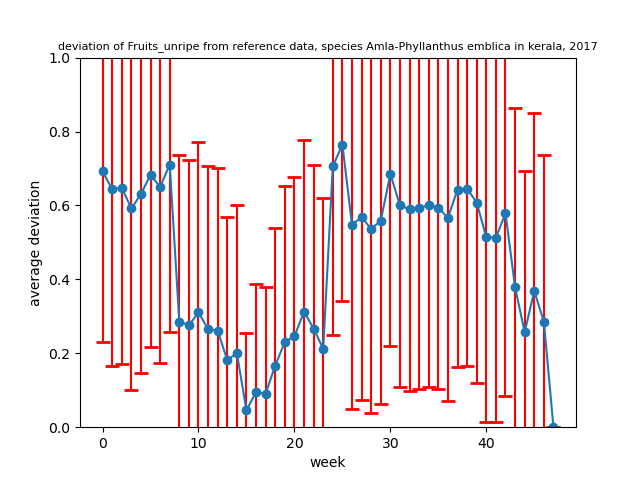 deviation of Fruits_unripe from reference data, species Amla-Phyllanthus emblica in kerala, 2017
1.0
0.8
0.6
0.4
0.2
0.0
average deviation
0 10 20 30 40
week